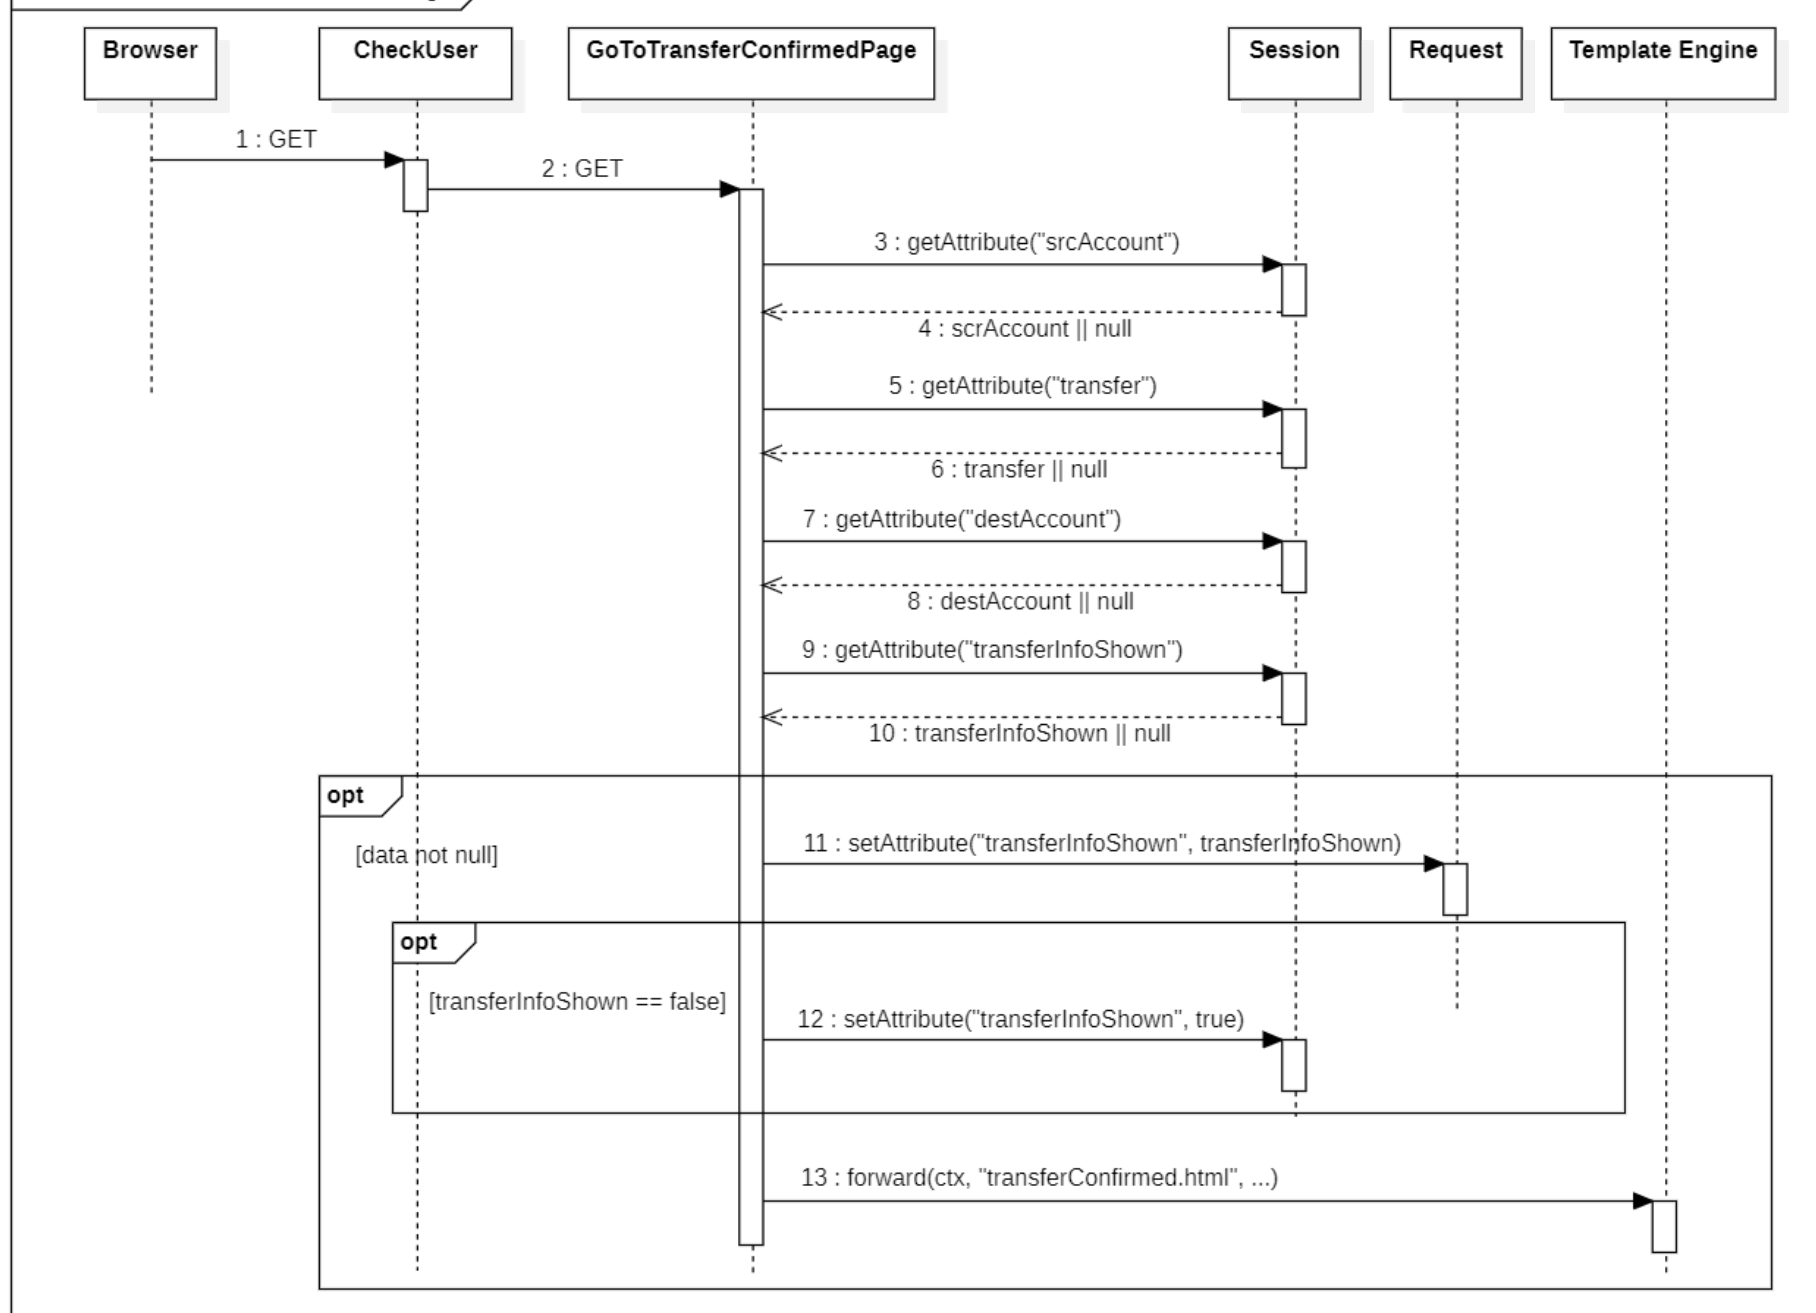 Browser
CheckUser
GoToTransferConfirmedPage
Session
Request
Template Engine
1 : GET
2 : GET
3 : getAttribute("srcAccount")
4 : scrAccount || null
5 : getAttribute("transfer")
6 : transfer || null
7 : getAttribute("destAccount")
8 : destAccount || null
9 : getAttribute("transferInfoShown")
10 : transferInfoShown || null
opt
[data not null]
11 : setAttribute("transferInfoShown", transferInfoShown)
opt
[transferInfoShown == false]
12 : setAttribute("transferInfoShown", true)
13 : forward(ctx, "transferConfirmed.html", ...)